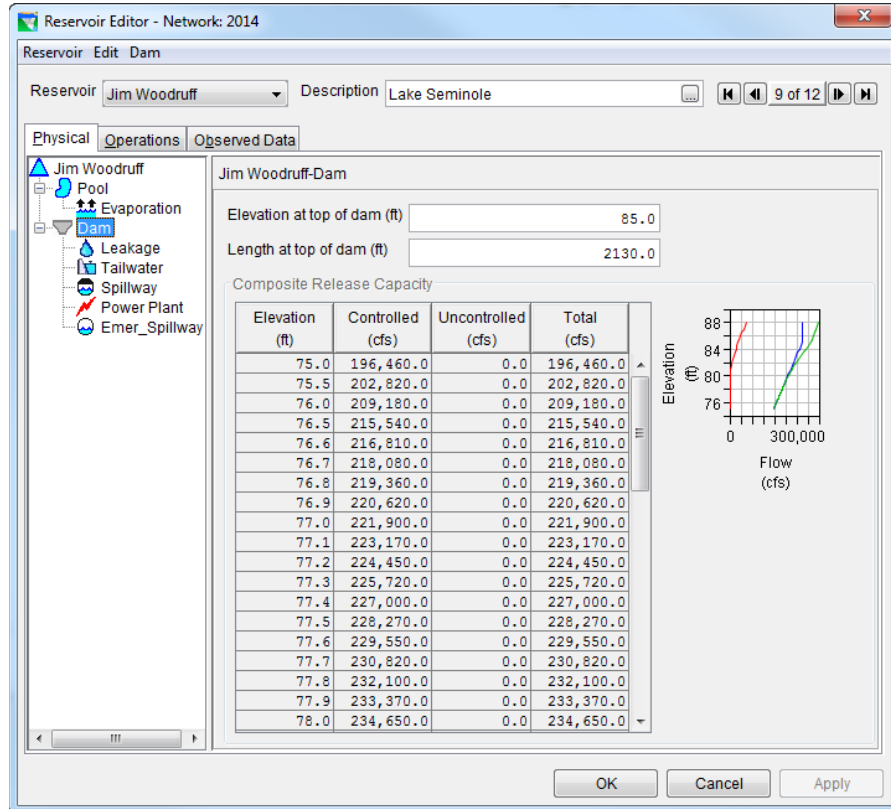 Reservoir Editor - Network: 2014
Reservoir Edit Dam
Reservoir Jim Woodruff Description Lake Seminole ... 9 of 12
Physical Operations Observed Data
Jim Woodruff
Pool
Evaporation
Dam
Leakage
Tailwater
Spillway
Power Plant
Emer_Spillway
Jim Woodruff-Dam
Elevation at top of dam (ft) 85.0
Length at top of dam (ft) 2130.0
Composite Release Capacity
Elevation Controlled Uncontrolled Total
(ft) (cfs) (cfs) (cfs)
75.0 196,460.0 0.0 196,460.0
75.5 202,820.0 0.0 202,820.0
76.0 209,180.0 0.0 209,180.0
76.5 215,540.0 0.0 215,540.0
76.6 216,810.0 0.0 216,810.0
76.7 218,080.0 0.0 218,080.0
76.8 219,360.0 0.0 219,360.0
76.9 220,620.0 0.0 220,620.0
77.0 221,900.0 0.0 221,900.0
77.1 223,170.0 0.0 223,170.0
77.2 224,450.0 0.0 224,450.0
77.3 225,720.0 0.0 225,720.0
77.4 227,000.0 0.0 227,000.0
77.5 228,270.0 0.0 228,270.0
77.6 229,550.0 0.0 229,550.0
77.7 230,820.0 0.0 230,820.0
77.8 232,100.0 0.0 232,100.0
77.9 233,370.0 0.0 233,370.0
78.0 234,650.0 0.0 234,650.0
Elevation
(ft)
88
84
80
76
0 300,000
Flow
(cfs)
OK Cancel Apply